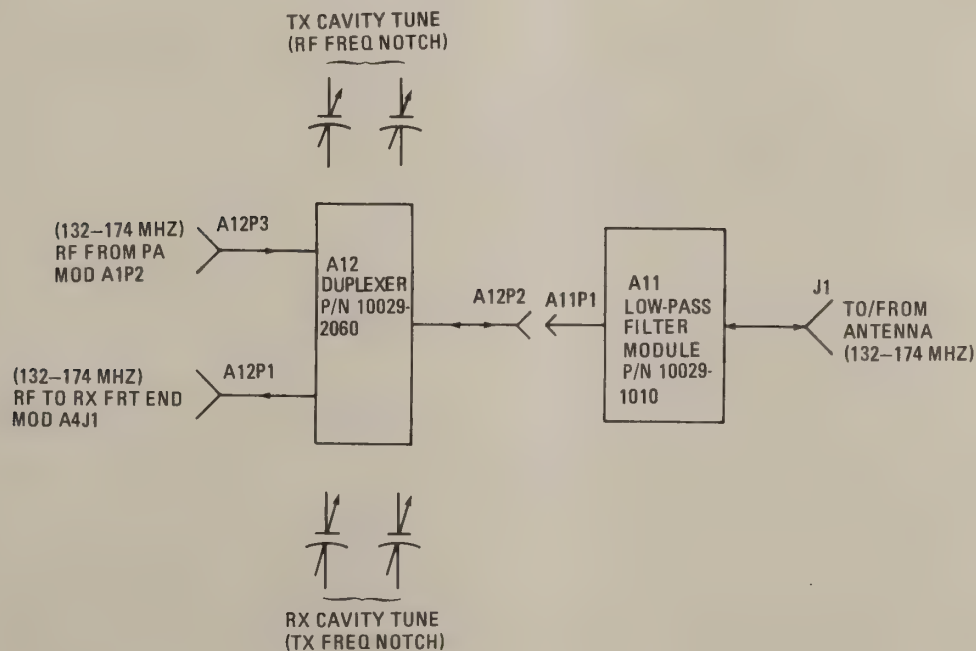 TX CAVITY TUNE
(RF FREQ NOTCH)
(132–174 MHZ)
RF FROM PA
MOD A1P2
A12P3
A12
DUPLEXER
P/N 10029-
2060
A12P2
A11P1
A11
LOW-PASS
FILTER
MODULE
P/N 10029-
1010
J1
TO/FROM
ANTENNA
(132–174 MHZ)
(132–174 MHZ)
RF TO RX FRT END
MOD A4J1
A12P1
RX CAVITY TUNE
(TX FREQ NOTCH)